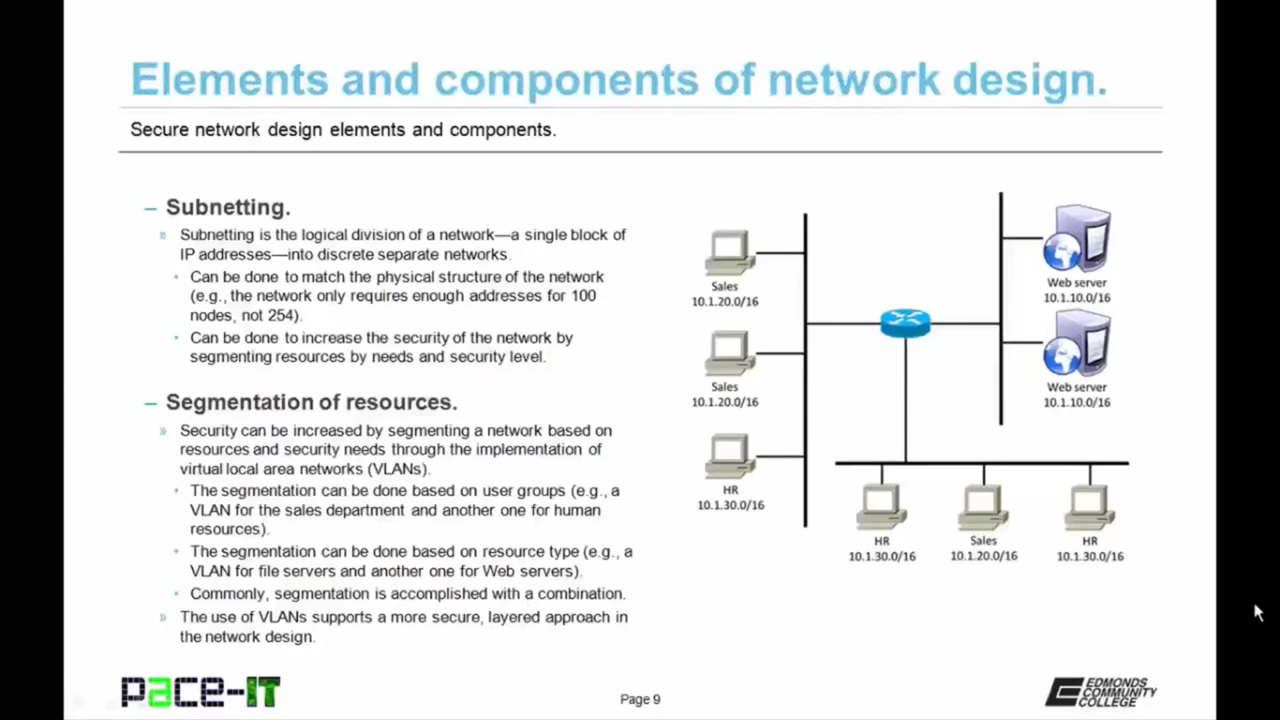 Elements and components of network design.
Secure network design elements and components.
– Subnetting.
» Subnetting is the logical division of a network—a single block of
IP addresses—into discrete separate networks.
• Can be done to match the physical structure of the network
(e.g., the network only requires enough addresses for 100
nodes, not 254).
• Can be done to increase the security of the network by
segmenting resources by needs and security level.
– Segmentation of resources.
» Security can be increased by segmenting a network based on
resources and security needs through the implementation of
virtual local area networks (VLANs).
• The segmentation can be done based on user groups (e.g., a
VLAN for the sales department and another one for human
resources).
• The segmentation can be done based on resource type (e.g., a
VLAN for file servers and another one for Web servers).
• Commonly, segmentation is accomplished with a combination.
» The use of VLANs supports a more secure, layered approach in
the network design.
Sales
10.1.20.0/16
Sales
10.1.20.0/16
HR
10.1.30.0/16
Web server
10.1.10.0/16
Web server
10.1.10.0/16
HR
10.1.30.0/16
Sales
10.1.20.0/16
HR
10.1.30.0/16
pace-IT
Page 9
EDMONDS
COMMUNITY
COLLEGE